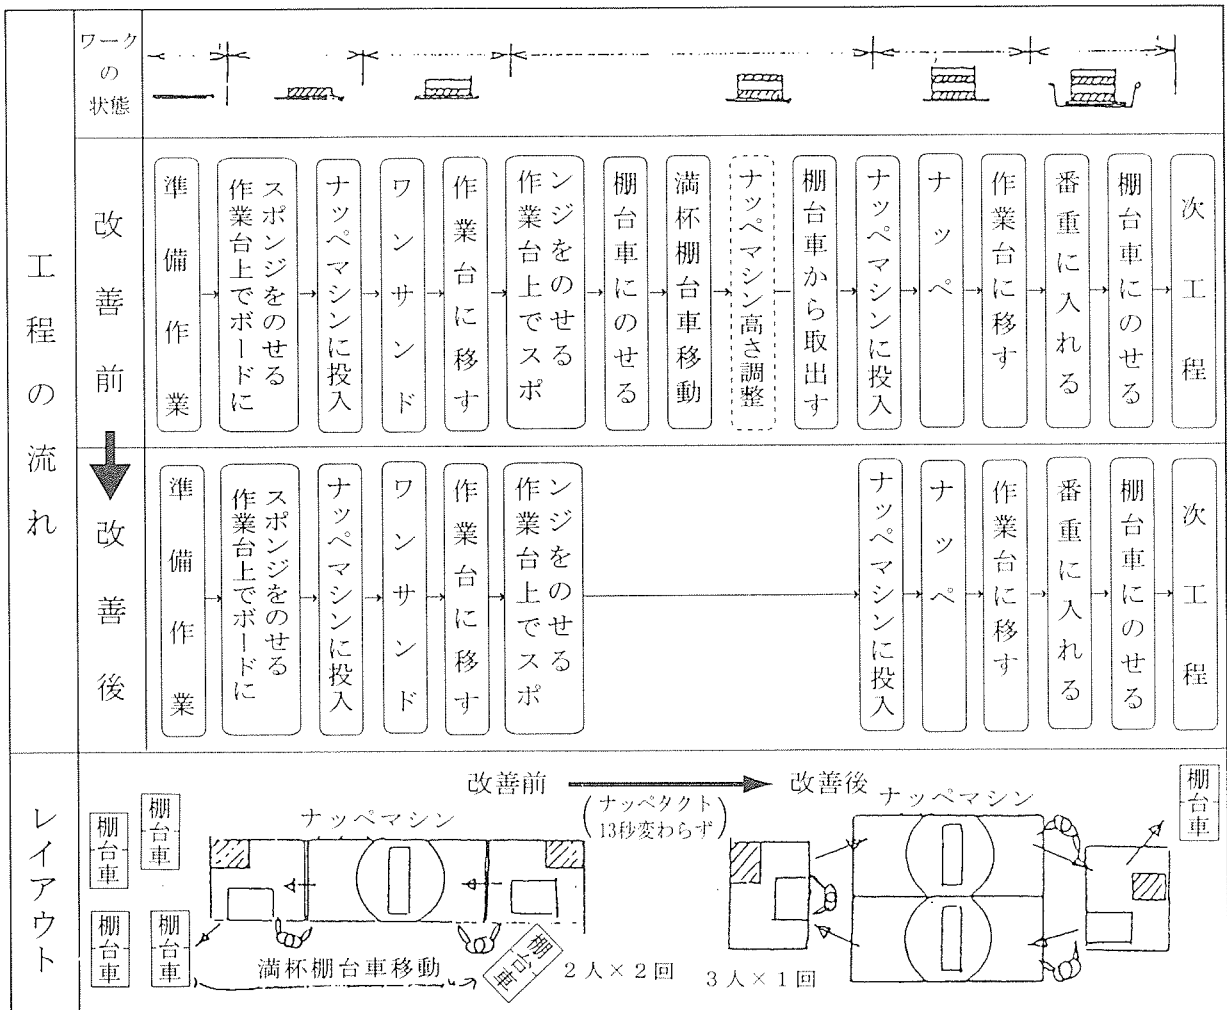 工程の流れ
ワーク
の
状態
改善前
準備作業
作業台上でボードに
スポンジをのせる
ナッペマシンに投入
ワンサンド
作業台に移す
作業台上でスポ
ンジをのせる
棚台車にのせる
満杯棚台車移動
ナッペマシン高さ調整
棚台車から取出す
ナッペマシンに投入
ナッペ
作業台に移す
番重に入れる
棚台車にのせる
次工程
改善後
準備作業
作業台上でボードに
スポンジをのせる
ナッペマシンに投入
ワンサンド
作業台に移す
作業台上でスポ
ンジをのせる
ナッペマシンに投入
ナッペ
作業台に移す
番重に入れる
棚台車にのせる
次工程
レイアウト
改善前
改善後
(ナッペタクト
13秒変わらず)
棚台車
棚台車
棚台車
棚台車
ナッペマシン
満杯棚台車移動
棚台車
2人×2回
ナッペマシン
棚台車
3人×1回